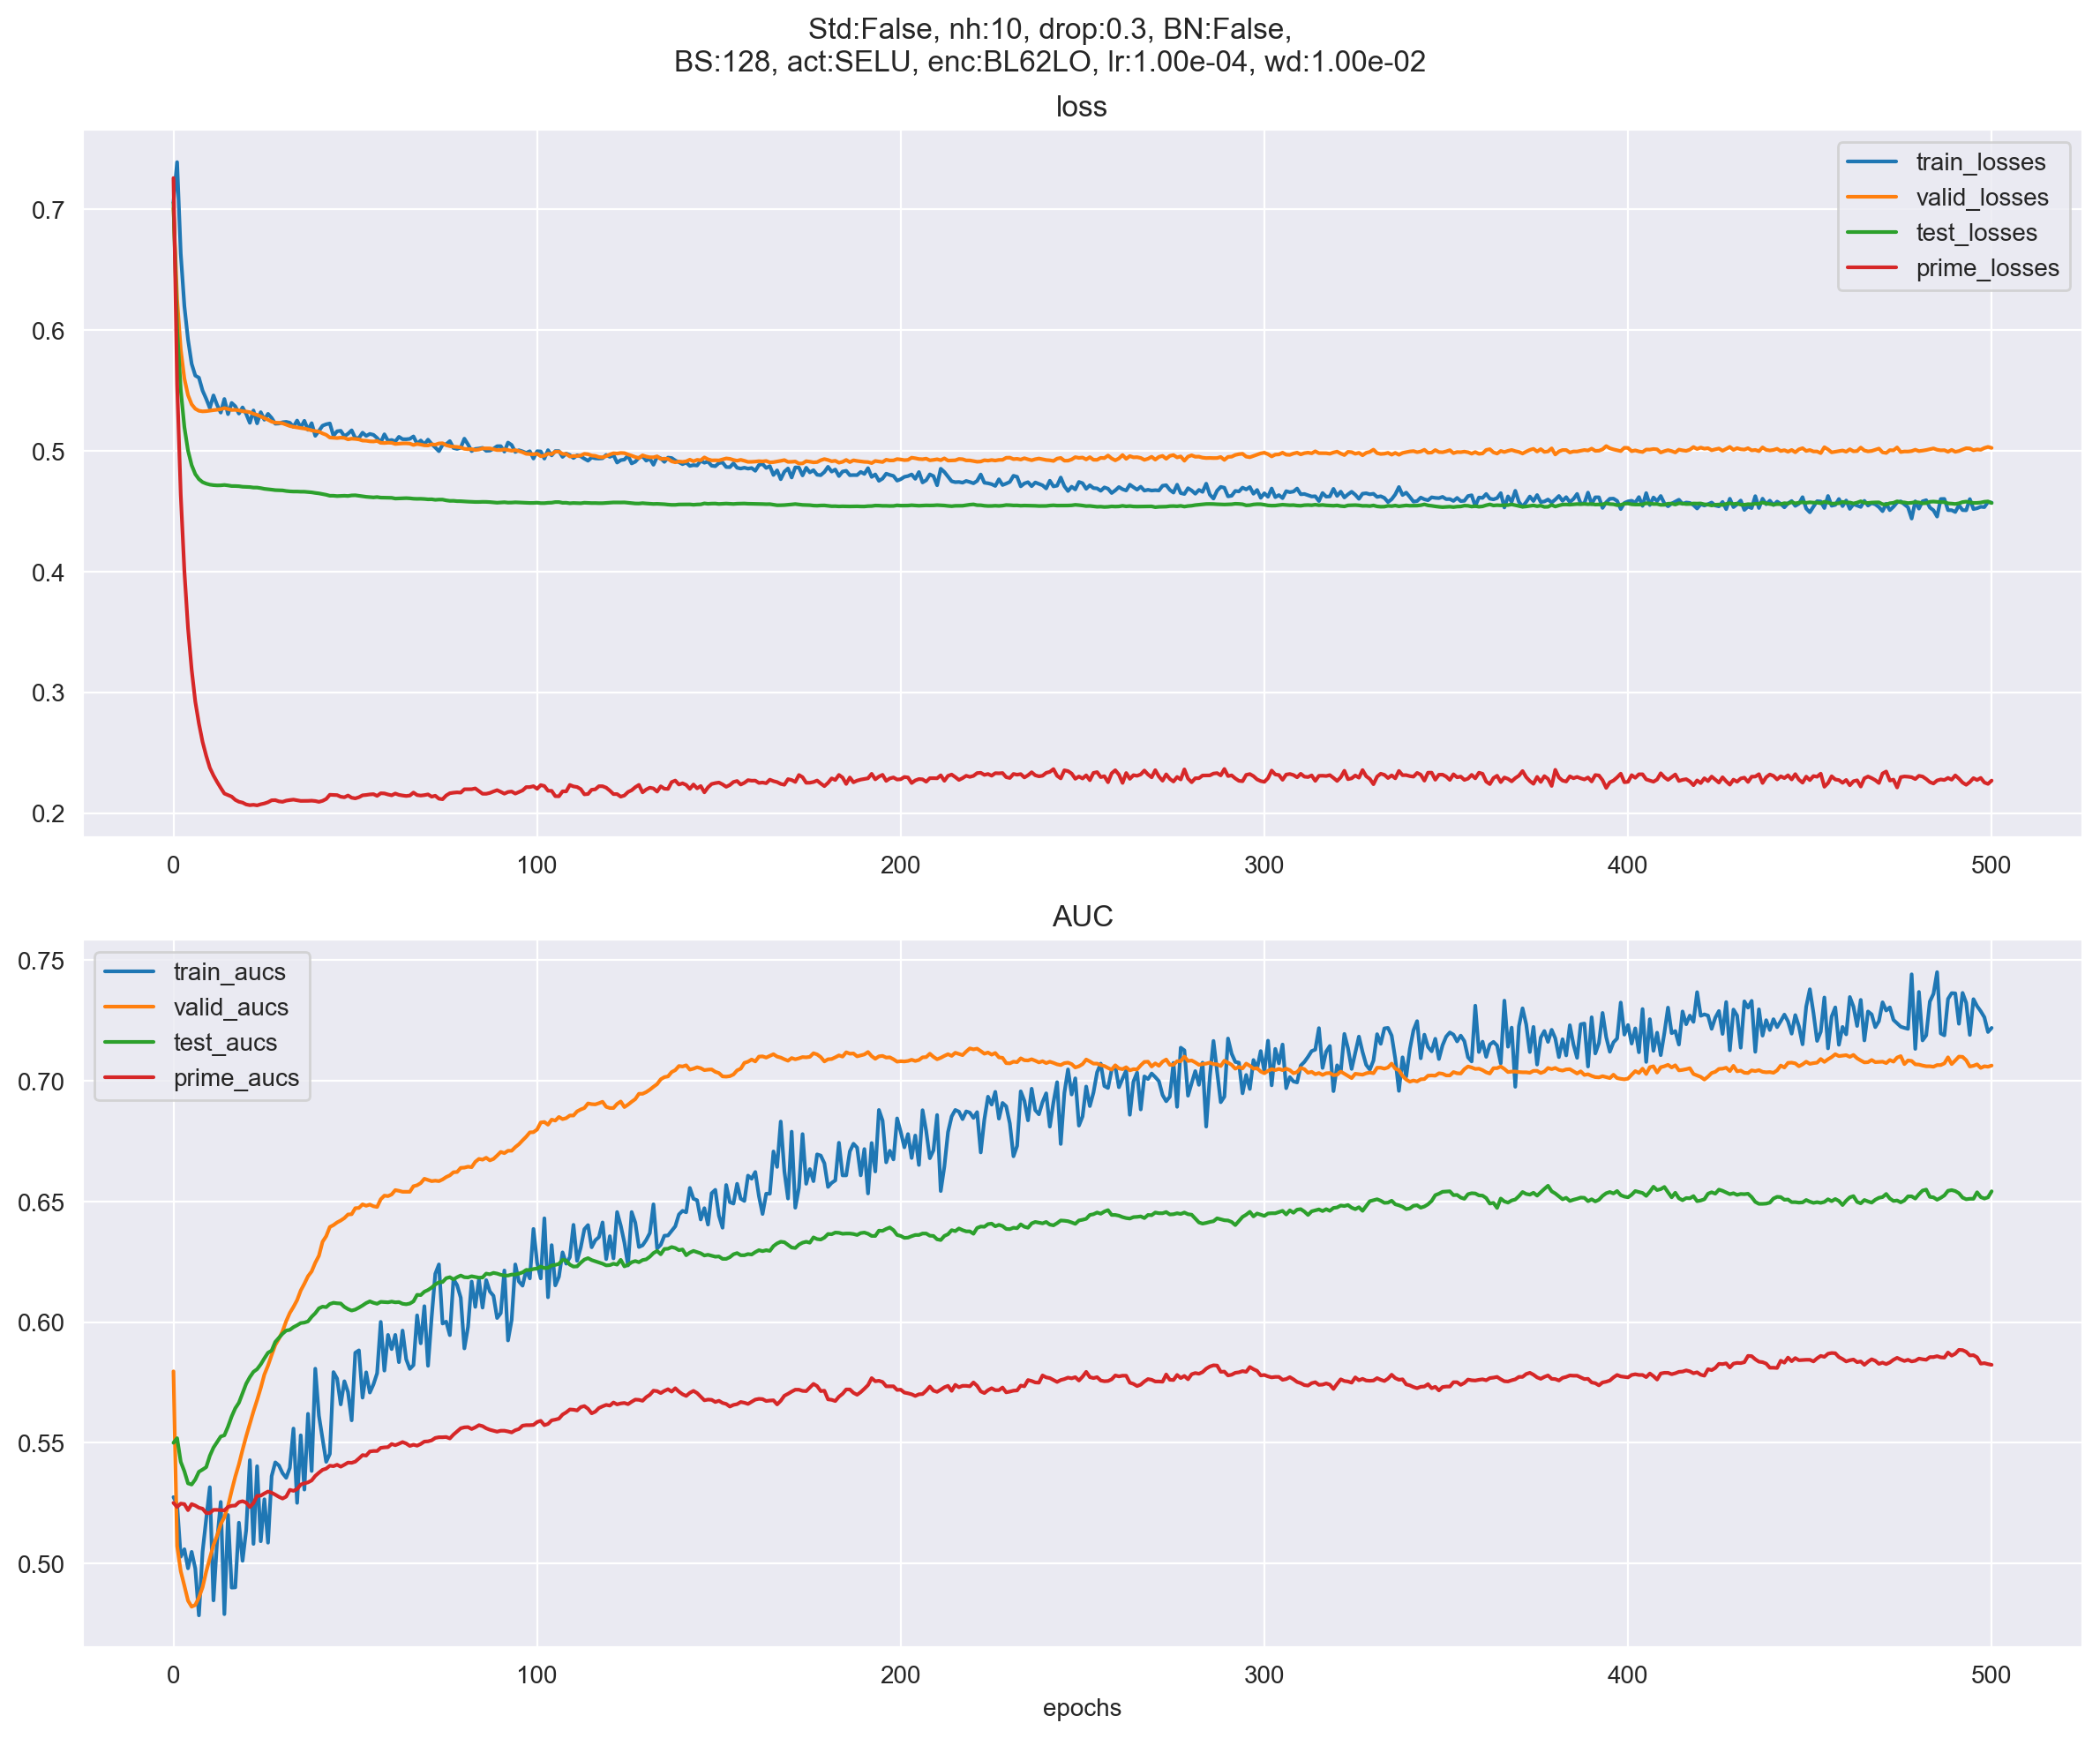 Std:False, nh:10, drop:0.3, BN:False,
BS:128, act:SELU, enc:BL62LO, lr:1.00e-04, wd:1.00e-02
loss
train_losses
valid_losses
test_losses
prime_losses
0.7
0.6
0.5
0.4
0.3
0.2
0 100 200 300 400 500
AUC
train_aucs
valid_aucs
test_aucs
prime_aucs
0.75
0.70
0.65
0.60
0.55
0.50
0 100 200 300 400 500
epochs